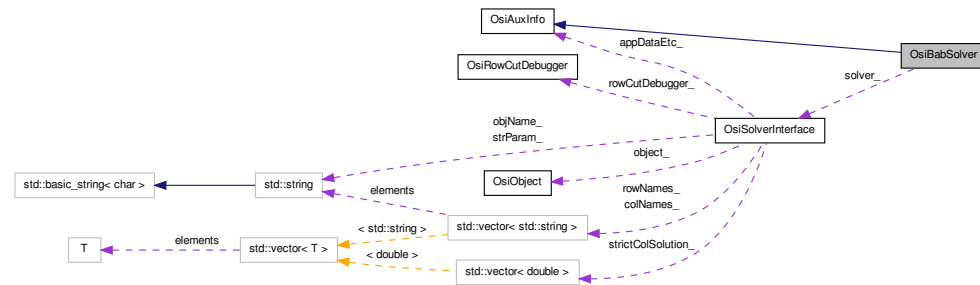 OsiAuxInfo
appDataEtc_
OsiBabSolver
OsiRowCutDebugger
rowCutDebugger_
solver_
OsiSolverInterface
objName_
strParam_
object_
OsiObject
std::basic_string< char >
std::string
elements
rowNames_
colNames_
< std::string >
std::vector< std::string >
T
elements
std::vector< T >
< double >
std::vector< double >
strictColSolution_